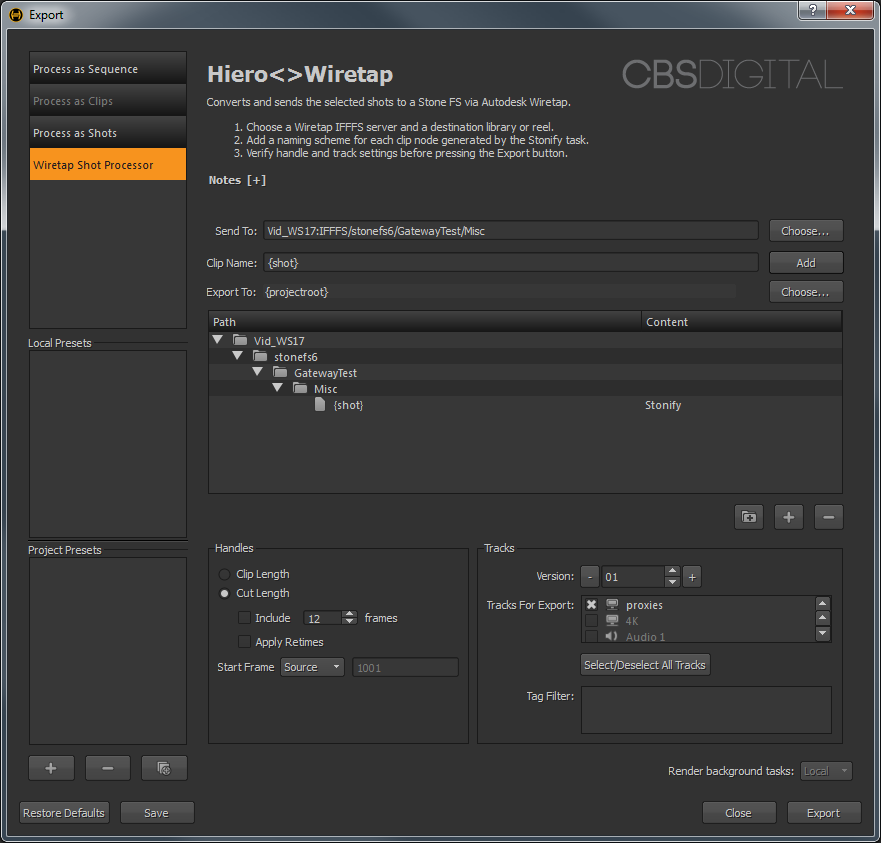 Export
?
Process as Sequence
Process as Clips
Process as Shots
Wiretap Shot Processor
Hiero<>Wiretap
CBSDIGITAL
Converts and sends the selected shots to a Stone FS via Autodesk Wiretap.
1. Choose a Wiretap IFFFS server and a destination library or reel.
2. Add a naming scheme for each clip node generated by the Stonify task.
3. Verify handle and track settings before pressing the Export button.
Notes [+]
Send To: Vid_WS17:IFFFS/stonefs6/GatewayTest/Misc Choose...
Clip Name: {shot} Add
Export To: {projectroot} Choose...
Path Content
Vid_WS17
stonefs6
GatewayTest
Misc
{shot} Stonify
Local Presets
Project Presets
Handles
Clip Length
Cut Length
Include 12 frames
Apply Retimes
Start Frame Source 1001
Tracks
Version: - 01 +
Tracks For Export: proxies
4K
Audio 1
Select/Deselect All Tracks
Tag Filter:
Render background tasks: Local
Restore Defaults Save Close Export